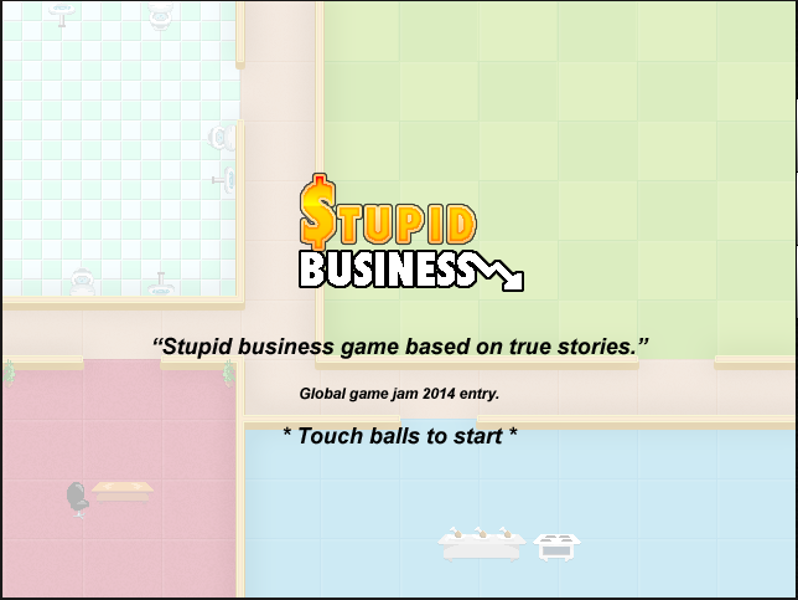 $TUPID
BUSINESS
“Stupid business game based on true stories.”
Global game jam 2014 entry.
* Touch balls to start *